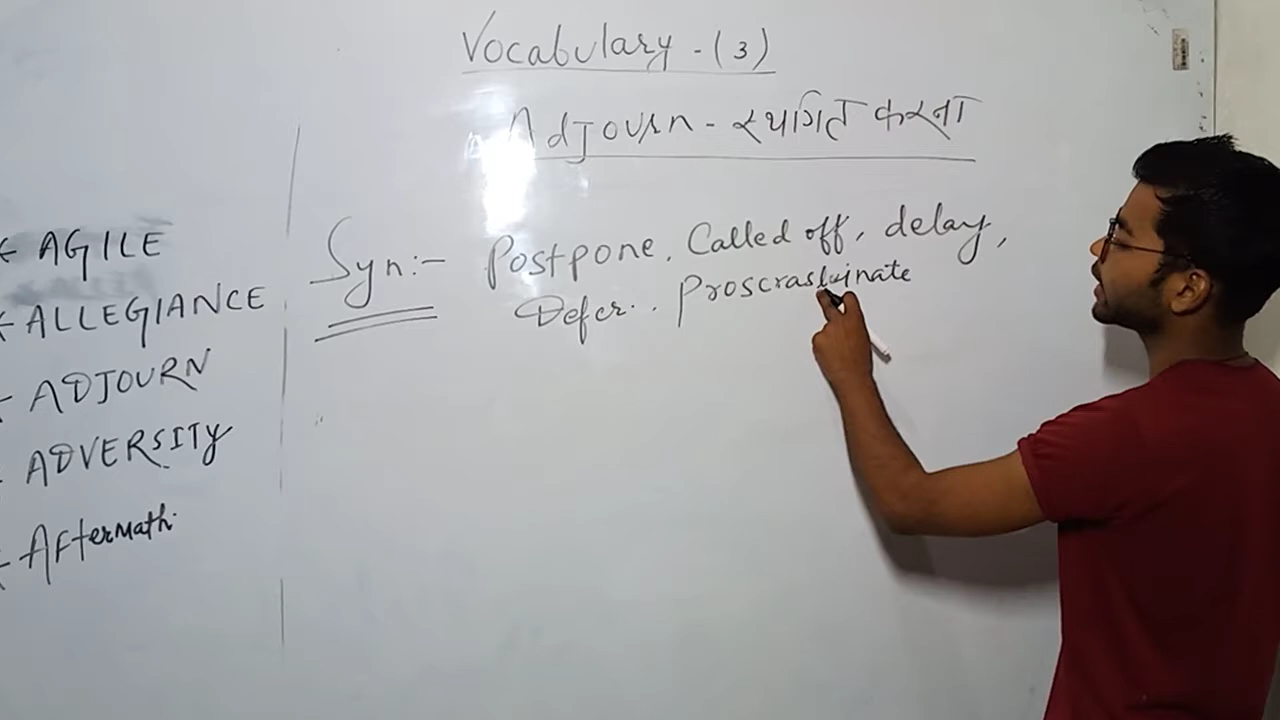 Vocabulary - (3)
Adjourn - स्थगित करना
AGILE
ALLEGIANCE
ADJOURN
ADVERSITY
Aftermath
Syn:- Postpone, Called off, delay,
Defer. Proscrastinate